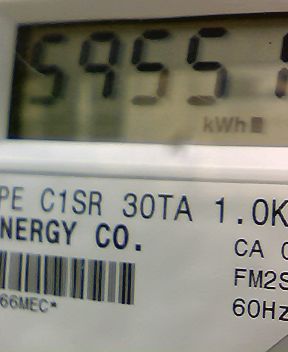 5955
kWh
PE C1SR 30TA 1.0K
NERGY CO.
CA
FM2S
66MEC*
60Hz